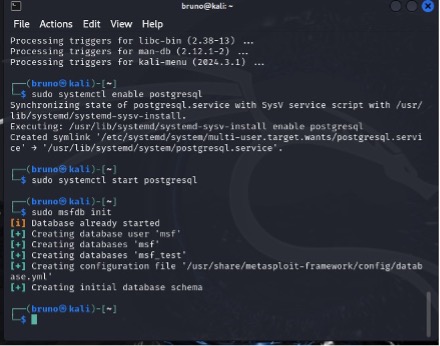 bruno@kali: ~
File Actions Edit View Help
Processing triggers for libc-bin (2.38-13) ...
Processing triggers for man-db (2.12.1-2) ...
Processing triggers for kali-menu (2024.3.1) ...
┌──(bruno㉿kali)-[~]
└─$ sudo systemctl enable postgresql
Synchronizing state of postgresql.service with SysV service script with /usr/
lib/systemd/systemd-sysv-install.
Executing: /usr/lib/systemd/systemd-sysv-install enable postgresql
Created symlink '/etc/systemd/system/multi-user.target.wants/postgresql.servi
ce' → '/usr/lib/systemd/system/postgresql.service'.
┌──(bruno㉿kali)-[~]
└─$ sudo systemctl start postgresql
┌──(bruno㉿kali)-[~]
└─$ sudo msfdb init
[i] Database already started
[+] Creating database user 'msf'
[+] Creating databases 'msf'
[+] Creating databases 'msf_test'
[+] Creating configuration file '/usr/share/metasploit-framework/config/datab
ase.yml'
[+] Creating initial database schema
┌──(bruno㉿kali)-[~]
└─$